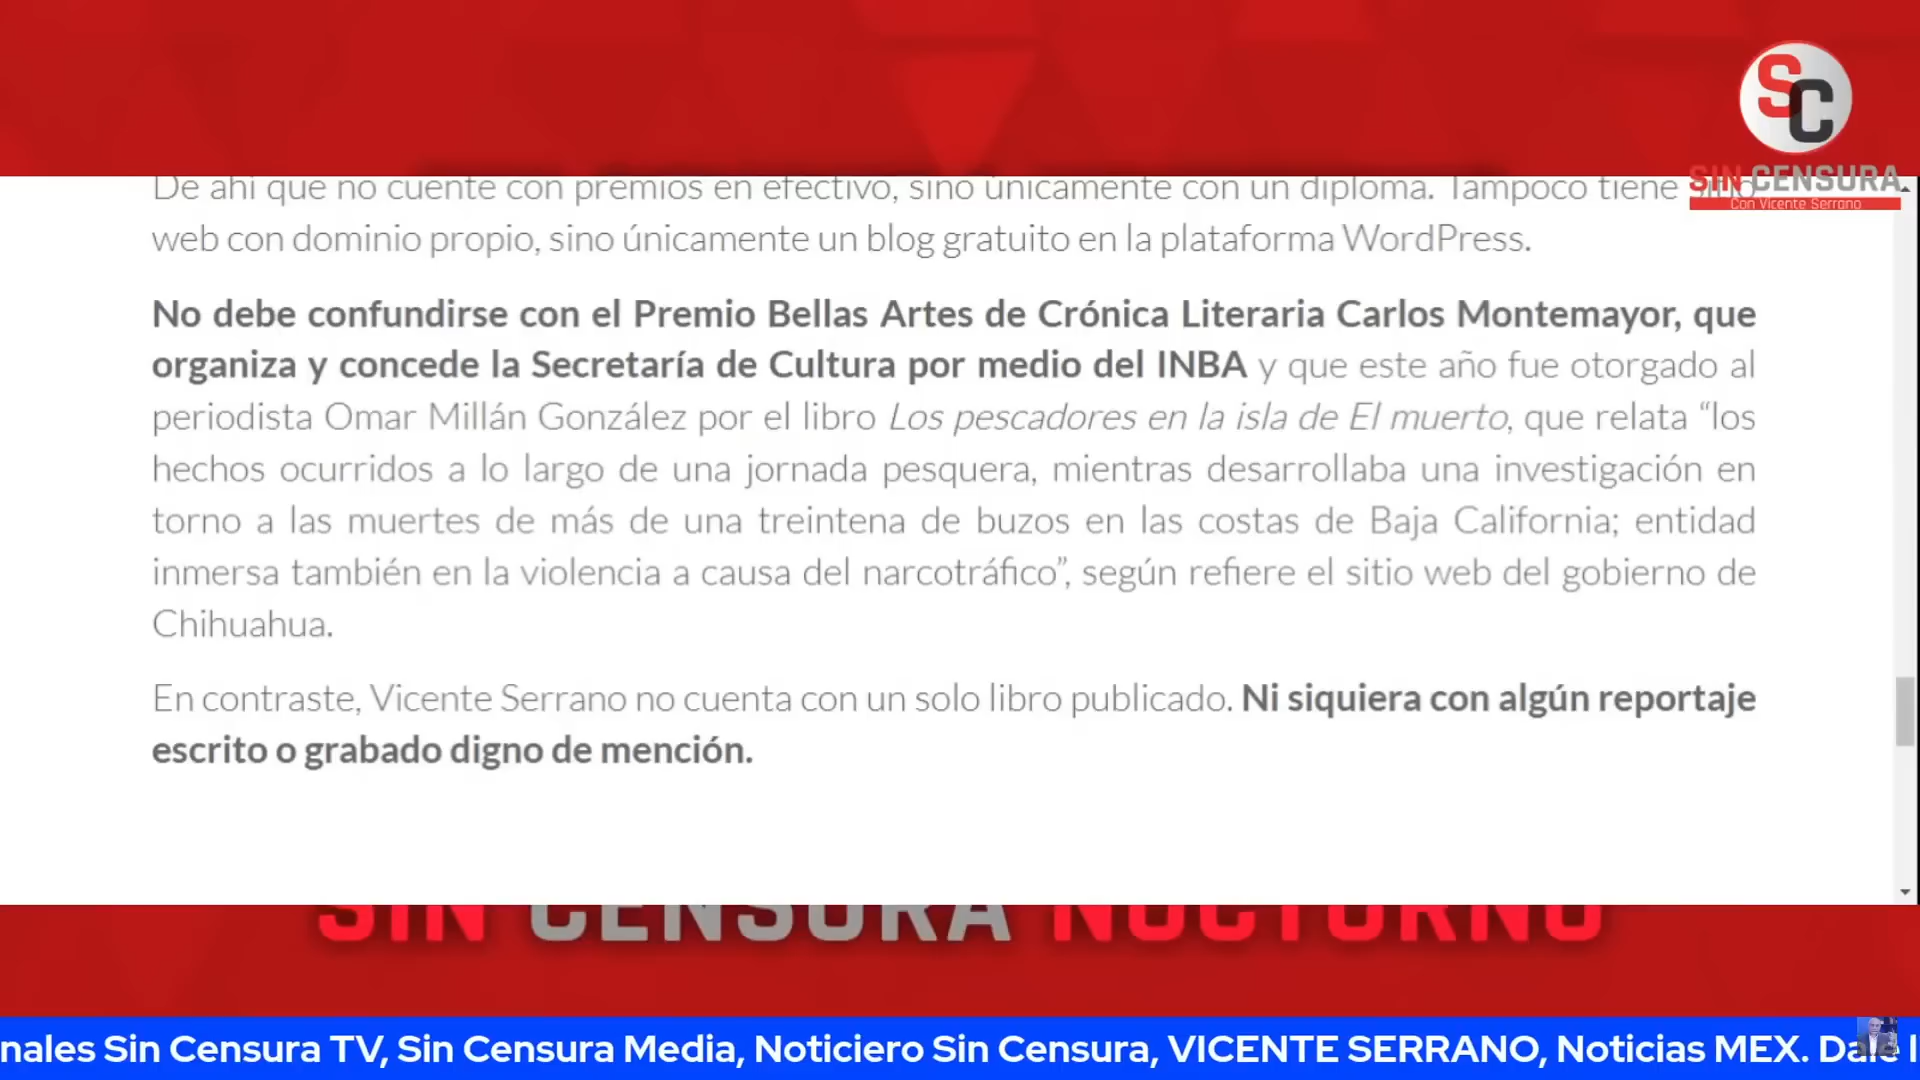 SC
SIN CENSURA
Con Vicente Serrano
De ahí que no cuente con premios en efectivo, sino únicamente con un diploma. Tampoco tiene sitio
web con dominio propio, sino únicamente un blog gratuito en la plataforma WordPress.
No debe confundirse con el Premio Bellas Artes de Crónica Literaria Carlos Montemayor, que
organiza y concede la Secretaría de Cultura por medio del INBA y que este año fue otorgado al
periodista Omar Millán González por el libro Los pescadores en la isla de El muerto, que relata “los
hechos ocurridos a lo largo de una jornada pesquera, mientras desarrollaba una investigación en
torno a las muertes de más de una treintena de buzos en las costas de Baja California; entidad
inmersa también en la violencia a causa del narcotráfico”, según refiere el sitio web del gobierno de
Chihuahua.
En contraste, Vicente Serrano no cuenta con un solo libro publicado. Ni siquiera con algún reportaje
escrito o grabado digno de mención.
SIN CENSURA NOCTURNO
nales Sin Censura TV, Sin Censura Media, Noticiero Sin Censura, VICENTE SERRANO, Noticias MEX. Dale l